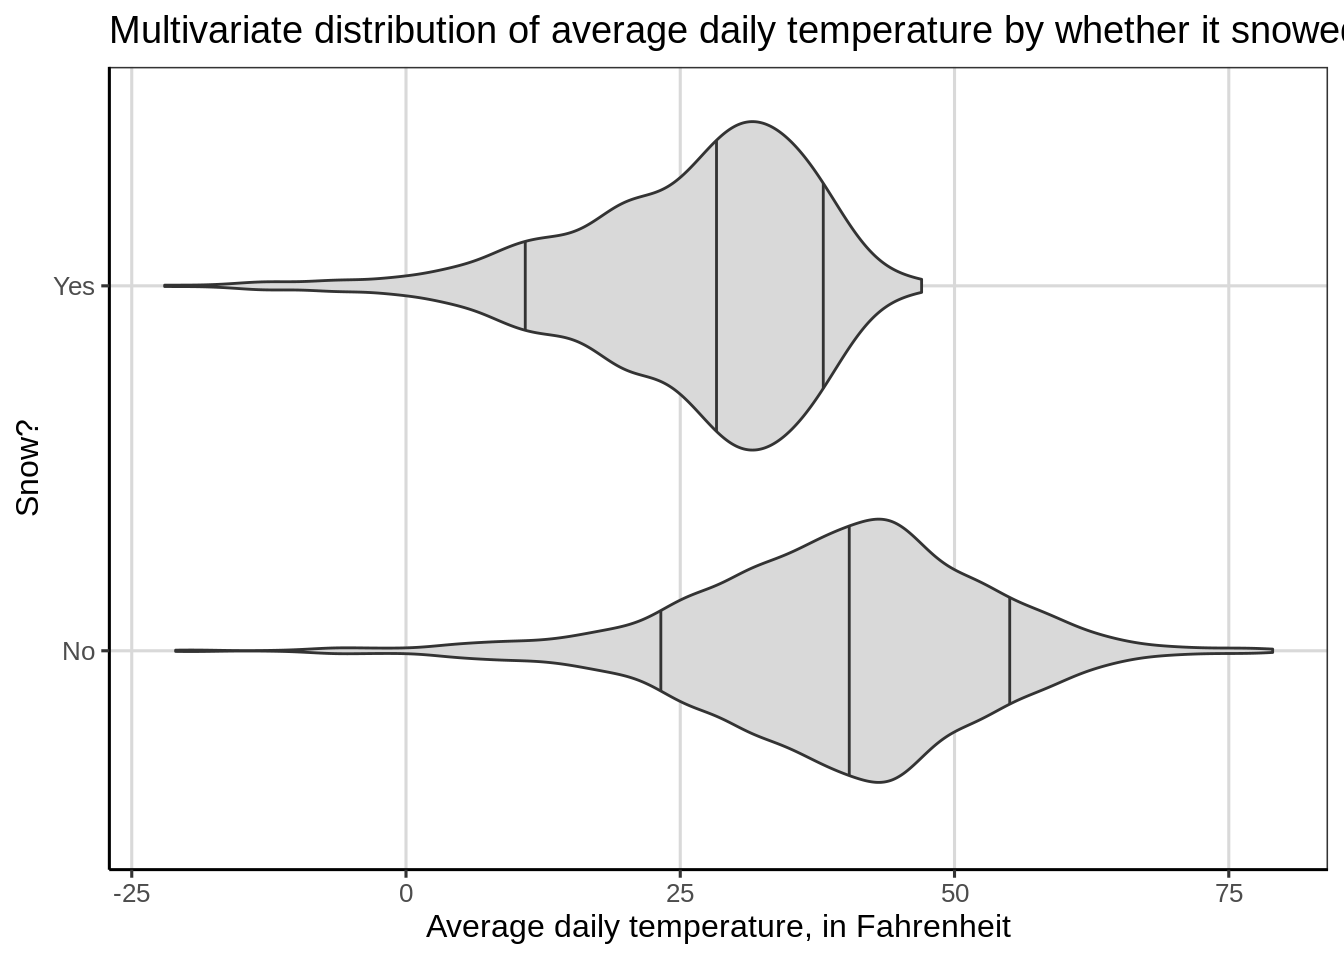 Multivariate distribution of average daily temperature by whether it snowed
Yes
No
Snow?
-25 0 25 50 75
Average daily temperature, in Fahrenheit